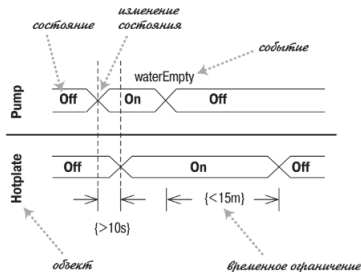 состояние
изменение
состояния
событие
waterEmpty
Pump
Off On Off
Hotplate
Off On Off
{>10s}
{<15m}
объект
временное ограничение